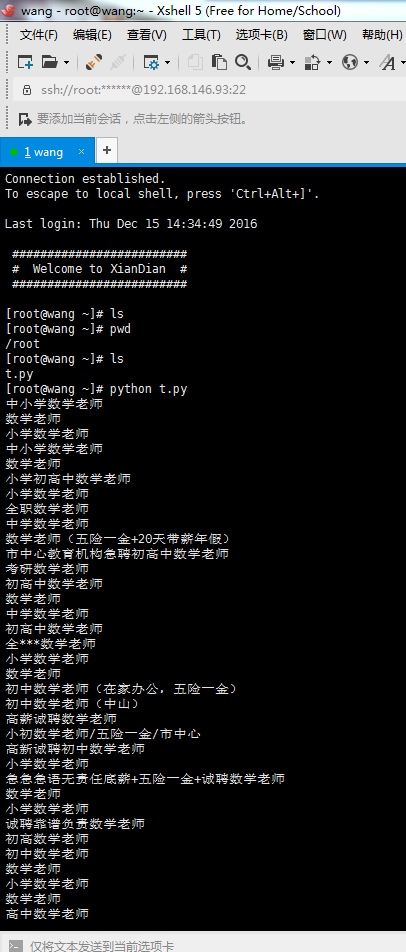 wang - root@wang:~ - Xshell 5 (Free for Home/School)
文件(F) 编辑(E) 查看(V) 工具(T) 选项卡(B) 窗口(W) 帮助(H)
ssh://root:******@192.168.146.93:22
要添加当前会话，点击左侧的箭头按钮。
1 wang × +
Connection established.
To escape to local shell, press 'Ctrl+Alt+]'.
Last login: Thu Dec 15 14:34:49 2016
#########################
#  Welcome to XianDian  #
#########################
[root@wang ~]# ls
[root@wang ~]# pwd
/root
[root@wang ~]# ls
t.py
[root@wang ~]# python t.py
中小学数学老师
数学老师
小学数学老师
中小学数学老师
数学老师
小学初高中数学老师
小学数学老师
全职数学老师
中学数学老师
数学老师（五险一金+20天带薪年假）
市中心教育机构急聘初高中数学老师
考研数学老师
初高中数学老师
数学老师
中学数学老师
初高中数学老师
全***数学老师
小学数学老师
数学老师
初中数学老师（在家办公, 五险一金）
初中数学老师（中山）
高薪诚聘数学老师
小初数学老师/五险一金/市中心
高新诚聘初中数学老师
小学数学老师
急急急语无责任底薪+五险一金+诚聘数学老师
数学老师
小学数学老师
诚聘靠谱负责数学老师
初高数学老师
初中数学老师
数学老师
小学数学老师
数学老师
高中数学老师
仅将文本发送到当前选项卡